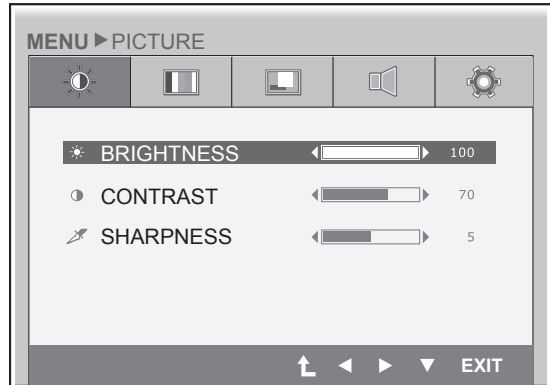 MENU ▶ PICTURE
BRIGHTNESS 100
CONTRAST 70
SHARPNESS 5
EXIT